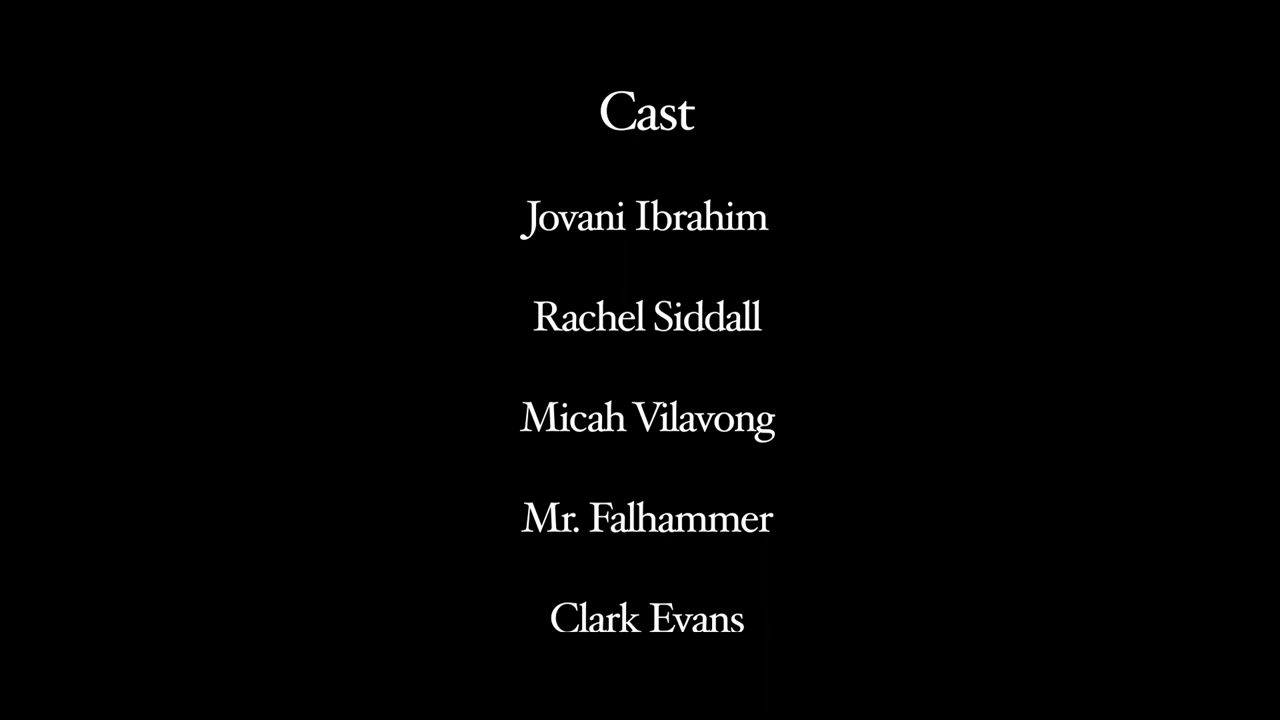 Cast
Jovani Ibrahim
Rachel Siddall
Micah Vilavong
Mr. Falhammer
Clark Evans